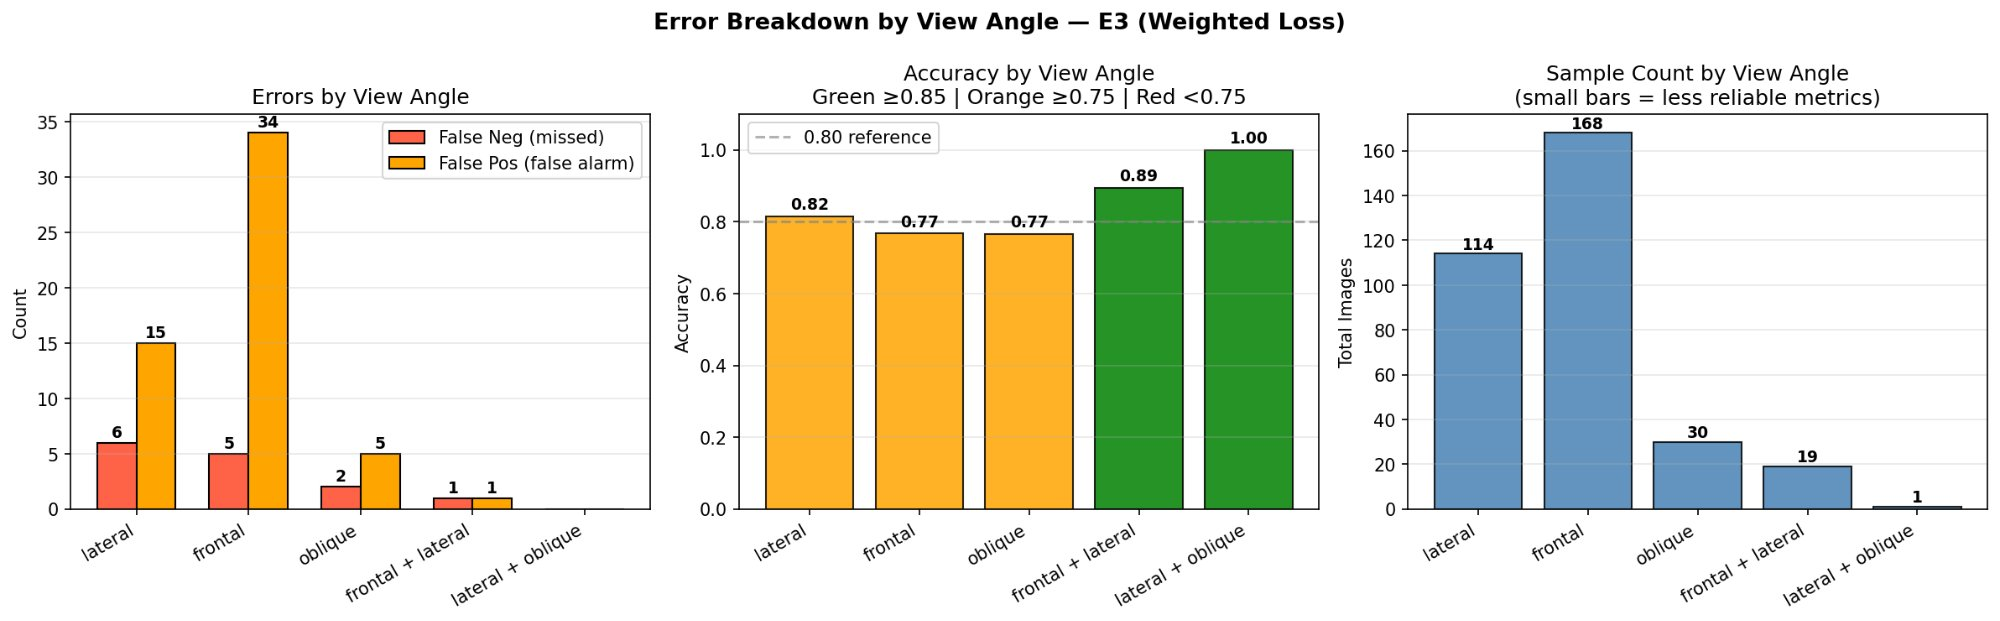 Error Breakdown by View Angle — E3 (Weighted Loss)
Errors by View Angle
Count
35
30
25
20
15
10
5
0
False Neg (missed)
False Pos (false alarm)
6
15
5
34
2
5
1
1
lateral
frontal
oblique
frontal + lateral
lateral + oblique
Accuracy by View Angle
Green ≥0.85 | Orange ≥0.75 | Red <0.75
Accuracy
1.0
0.8
0.6
0.4
0.2
0.0
0.80 reference
0.82
0.77
0.77
0.89
1.00
lateral
frontal
oblique
frontal + lateral
lateral + oblique
Sample Count by View Angle
(small bars = less reliable metrics)
Total Images
160
140
120
100
80
60
40
20
0
114
168
30
19
1
lateral
frontal
oblique
frontal + lateral
lateral + oblique